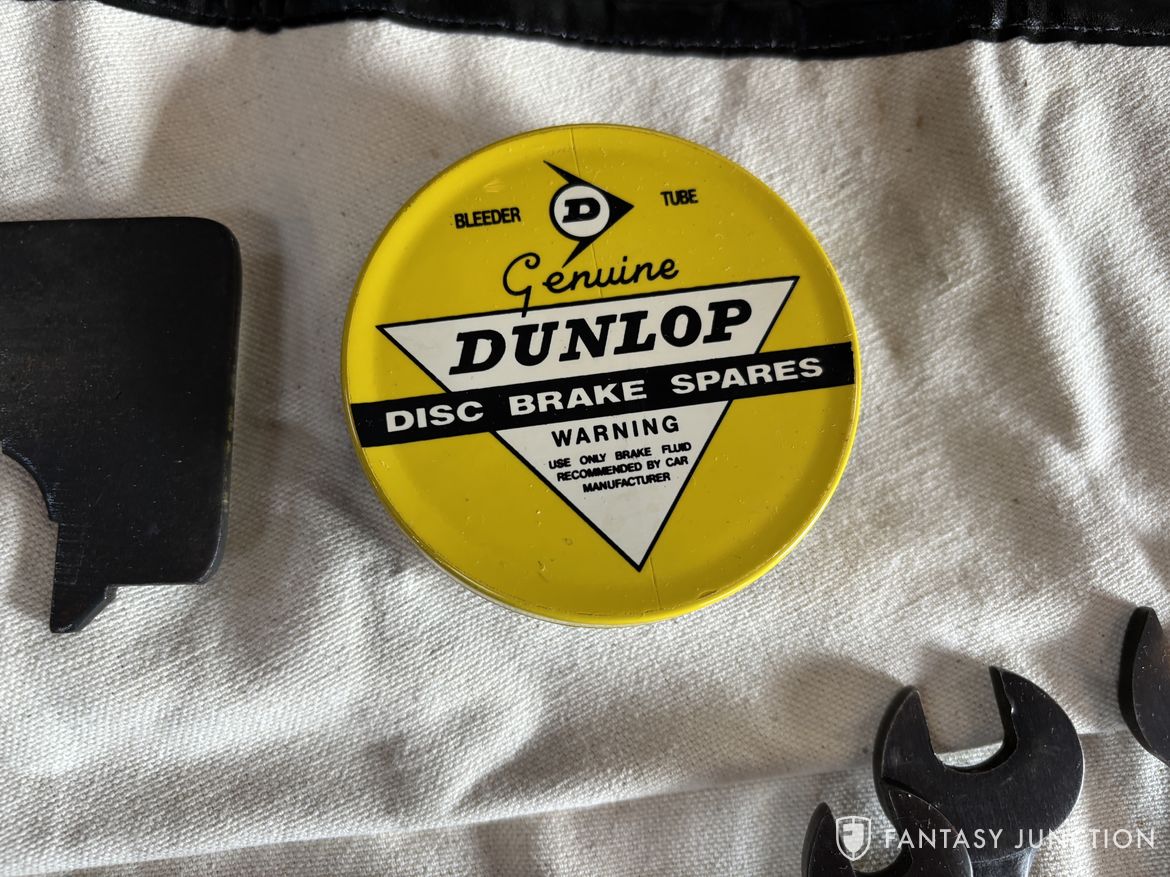 BLEEDER D TUBE
Genuine
DUNLOP
DISC BRAKE SPARES
WARNING
USE ONLY BRAKE FLUID
RECOMMENDED BY CAR
MANUFACTURER
FANTASY JUNCTION